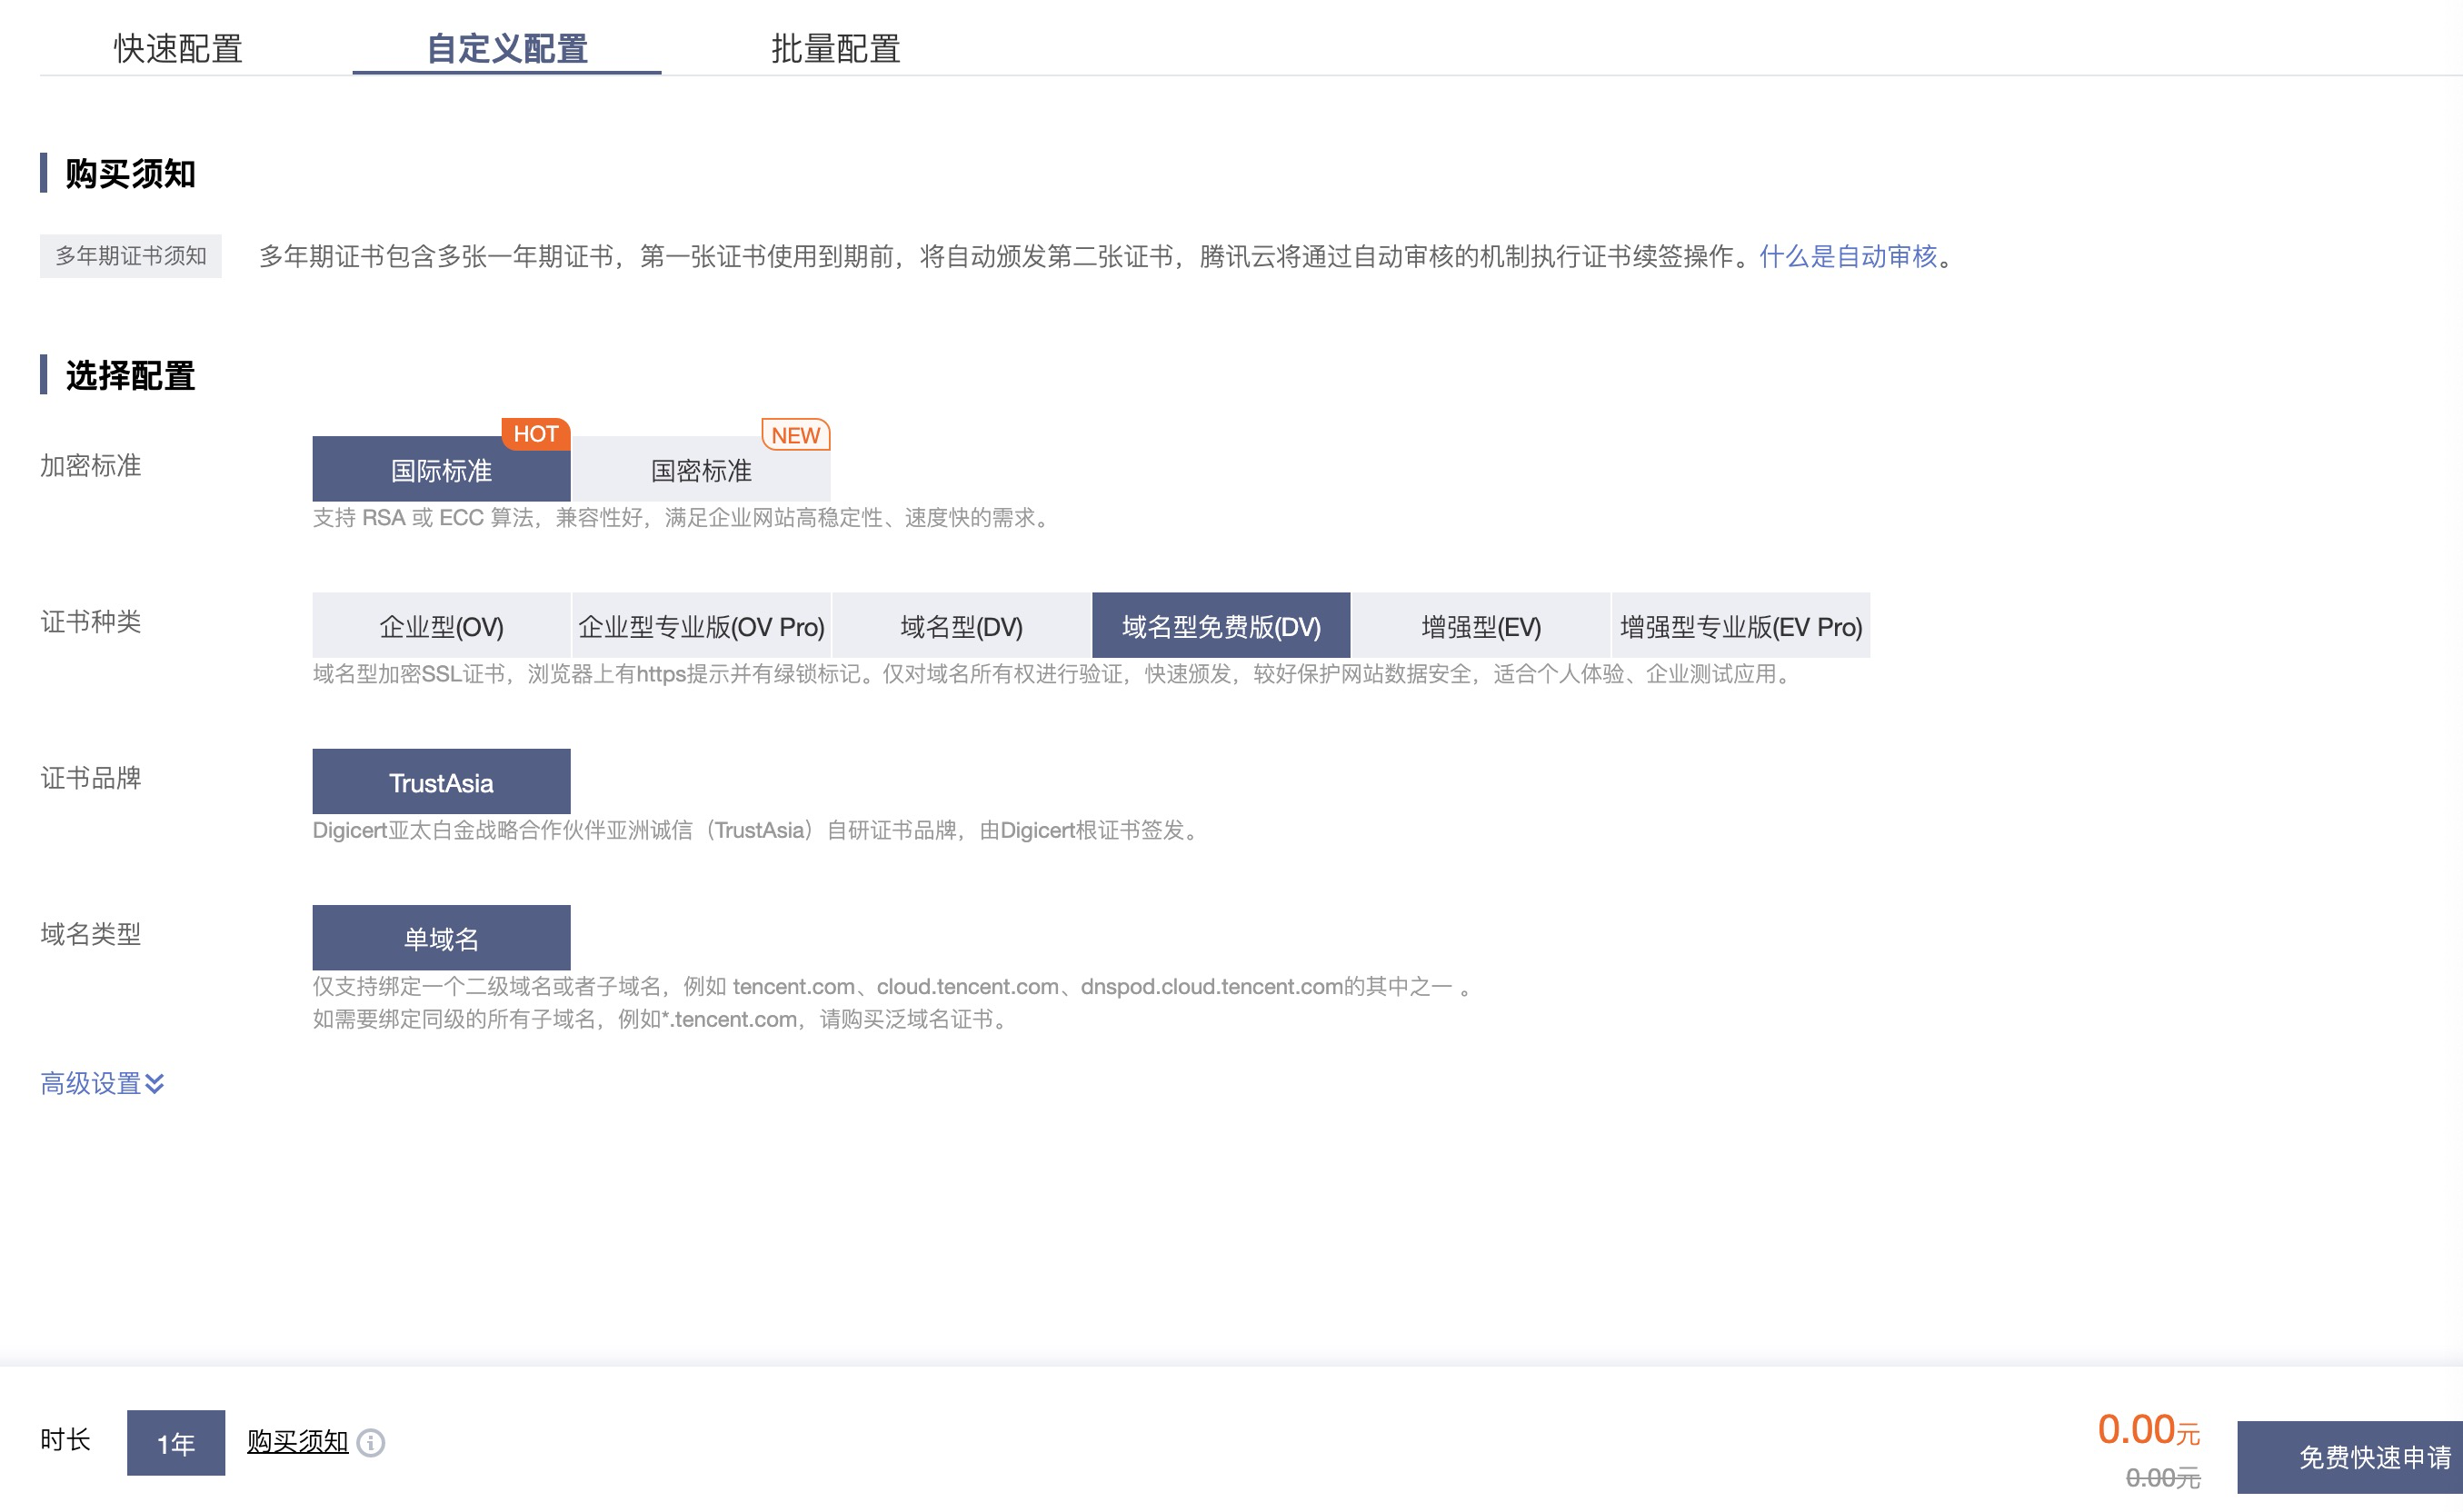 快速配置 自定义配置 批量配置
购买须知
多年期证书须知 多年期证书包含多张一年期证书，第一张证书使用到期前，将自动颁发第二张证书，腾讯云将通过自动审核的机制执行证书续签操作。什么是自动审核。
选择配置
HOT NEW
加密标准 国际标准 国密标准
支持 RSA 或 ECC 算法，兼容性好，满足企业网站高稳定性、速度快的需求。
证书种类 企业型(OV) 企业型专业版(OV Pro) 域名型(DV) 域名型免费版(DV) 增强型(EV) 增强型专业版(EV Pro)
域名型加密SSL证书，浏览器上有https提示并有绿锁标记。仅对域名所有权进行验证，快速颁发，较好保护网站数据安全，适合个人体验、企业测试应用。
证书品牌 TrustAsia
Digicert亚太白金战略合作伙伴亚洲诚信（TrustAsia）自研证书品牌，由Digicert根证书签发。
域名类型 单域名
仅支持绑定一个二级域名或者子域名，例如 tencent.com、cloud.tencent.com、dnspod.cloud.tencent.com的其中之一 。
如需要绑定同级的所有子域名，例如*.tencent.com，请购买泛域名证书。
高级设置
时长 1年 购买须知 0.00元
0.00元 免费快速申请